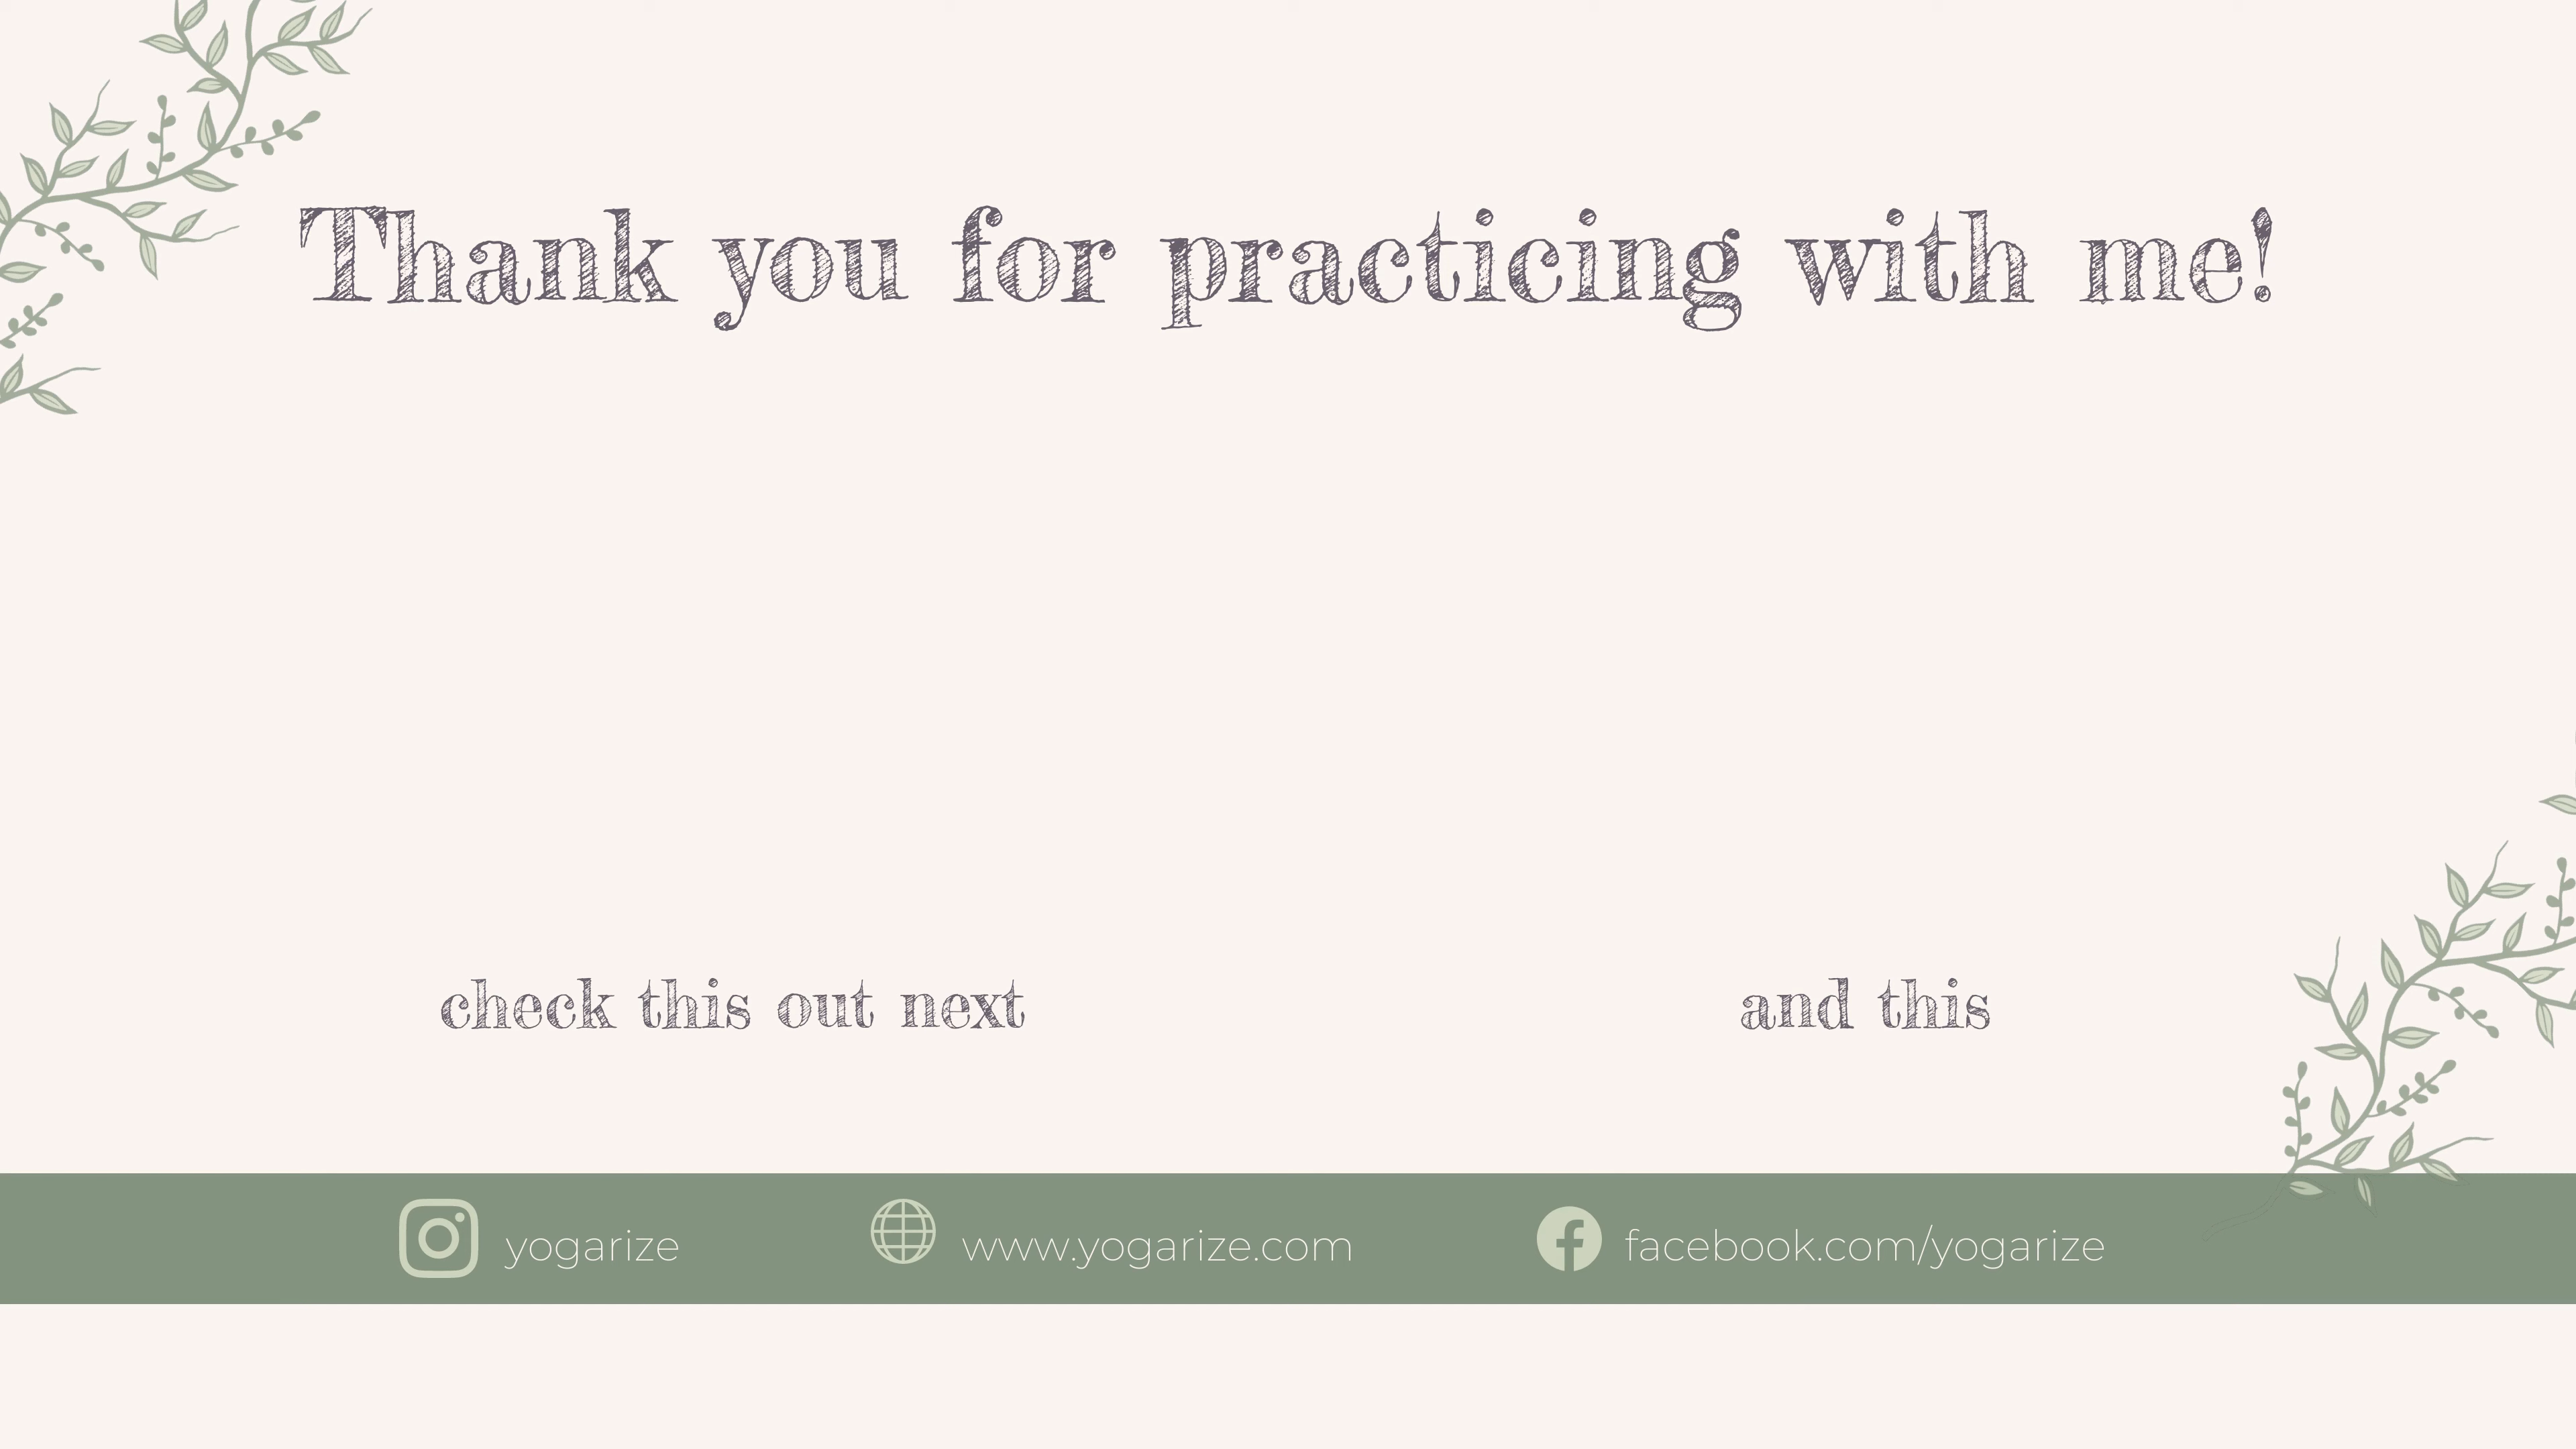 Thank you for practicing with me!
check this out next
and this
yogarize
www.yogarize.com
facebook.com/yogarize